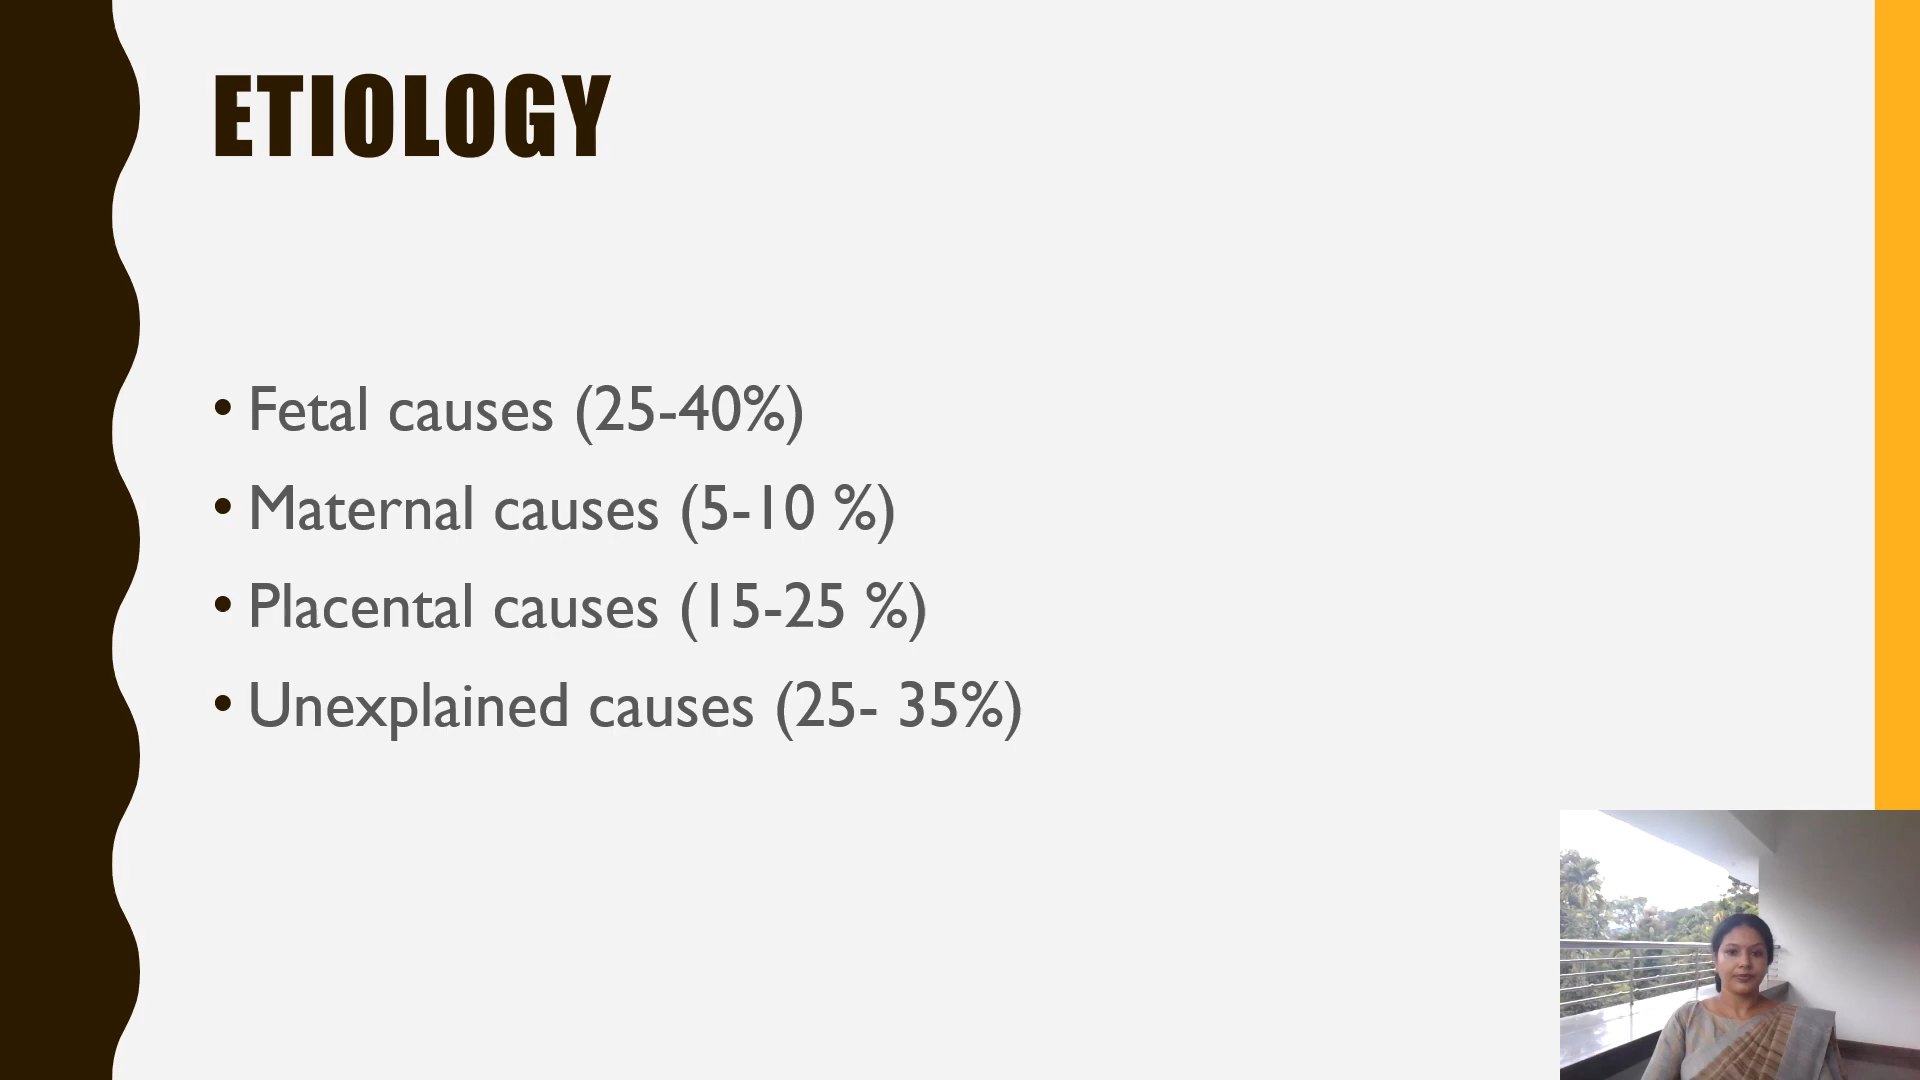 ETIOLOGY
• Fetal causes (25-40%)
• Maternal causes (5-10 %)
• Placental causes (15-25 %)
• Unexplained causes (25- 35%)